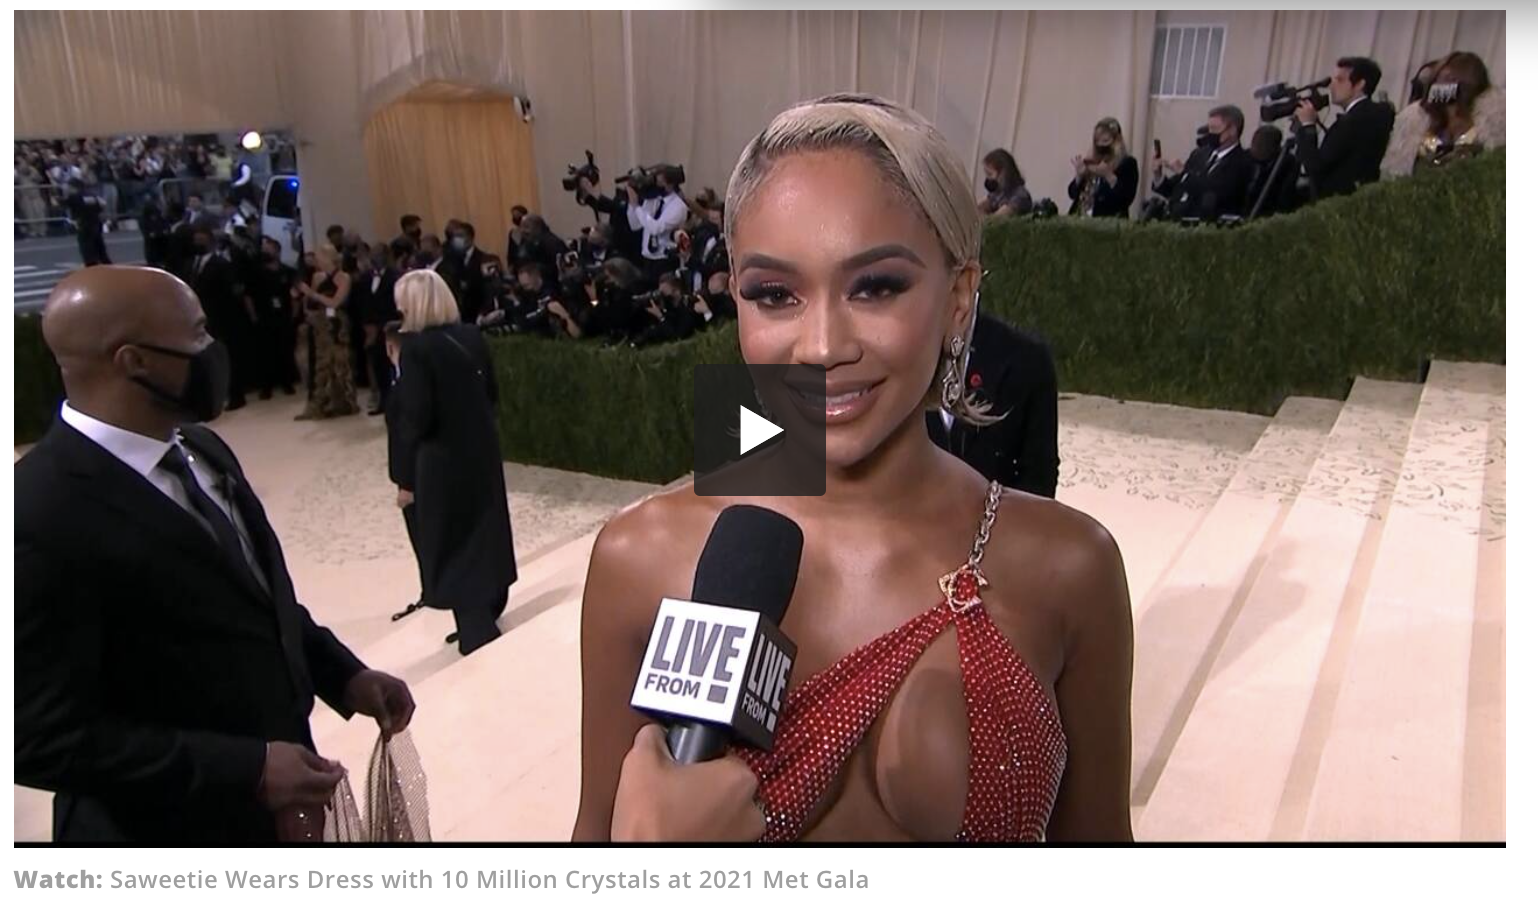 LIVE LIVE
FROM FROM
Watch: Saweetie Wears Dress with 10 Million Crystals at 2021 Met Gala